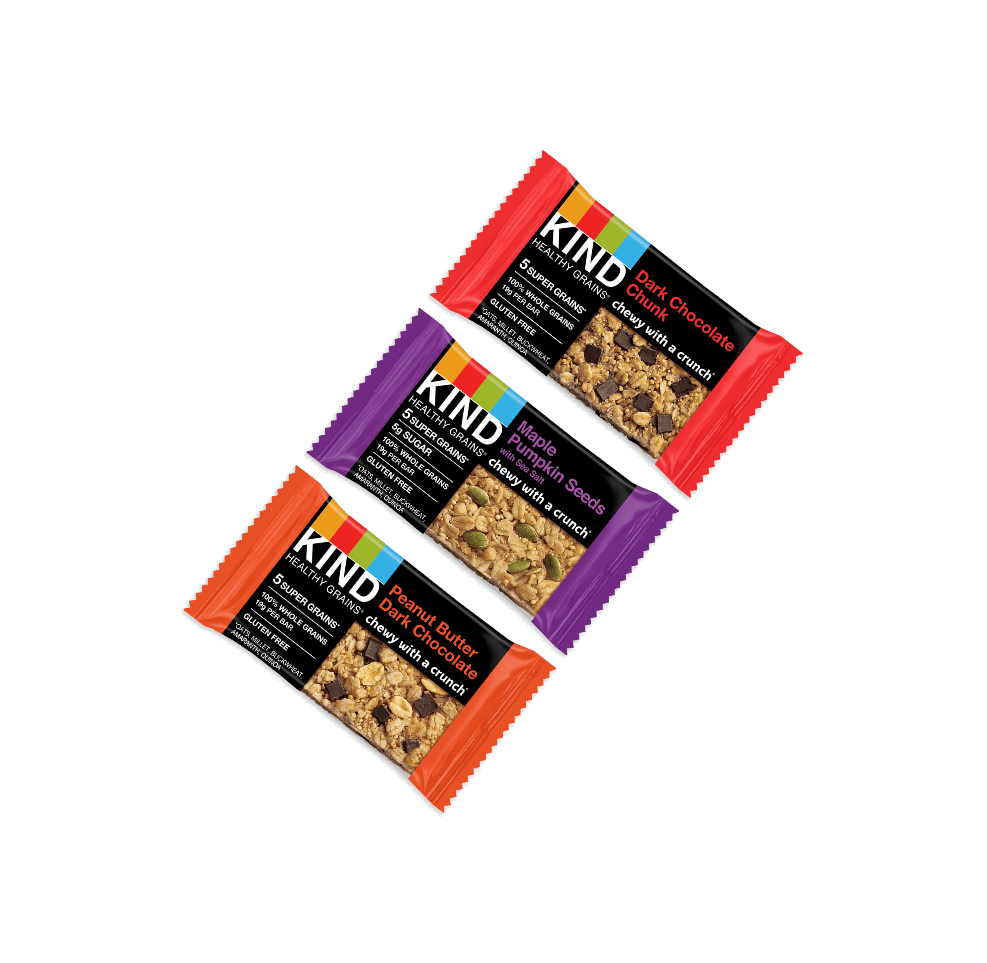 KIND
HEALTHY GRAINS®
5 SUPER GRAINS*
100% WHOLE GRAINS
19g PER BAR
GLUTEN FREE
*OATS, MILLET, BUCKWHEAT,
AMARANTH, QUINOA
Dark Chocolate
Chunk
chewy with a crunch™
KIND
HEALTHY GRAINS®
5 SUPER GRAINS*
5g SUGAR
100% WHOLE GRAINS
19g PER BAR
GLUTEN FREE
*OATS, MILLET, BUCKWHEAT,
AMARANTH, QUINOA
Maple
Pumpkin Seeds
with Sea Salt
chewy with a crunch™
KIND
HEALTHY GRAINS®
5 SUPER GRAINS*
100% WHOLE GRAINS
18g PER BAR
GLUTEN FREE
*OATS, MILLET, BUCKWHEAT,
AMARANTH, QUINOA
Peanut Butter
Dark Chocolate
chewy with a crunch™